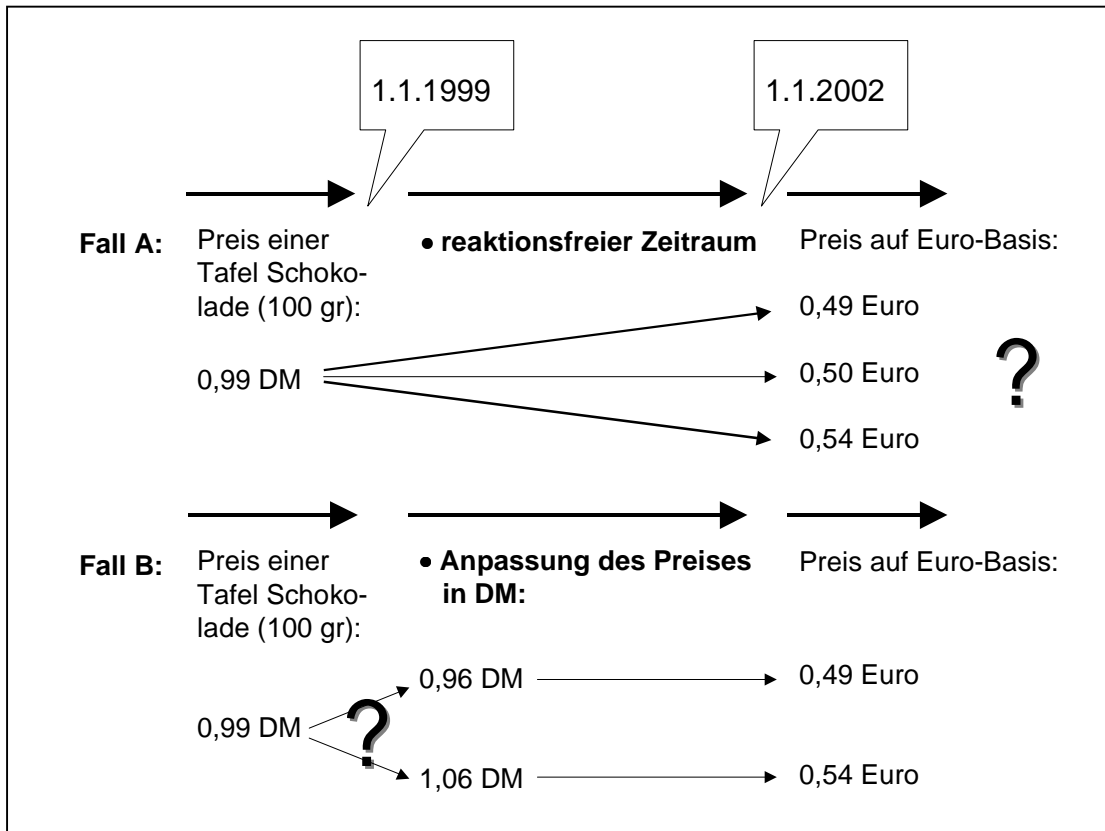 1.1.1999
1.1.2002
Fall A:
Preis einer
Tafel Schoko-
lade (100 gr):
0,99 DM
• reaktionsfreier Zeitraum
Preis auf Euro-Basis:
0,49 Euro
0,50 Euro
0,54 Euro
?
Fall B:
Preis einer
Tafel Schoko-
lade (100 gr):
0,99 DM
?
• Anpassung des Preises
in DM:
0,96 DM
1,06 DM
Preis auf Euro-Basis:
0,49 Euro
0,54 Euro